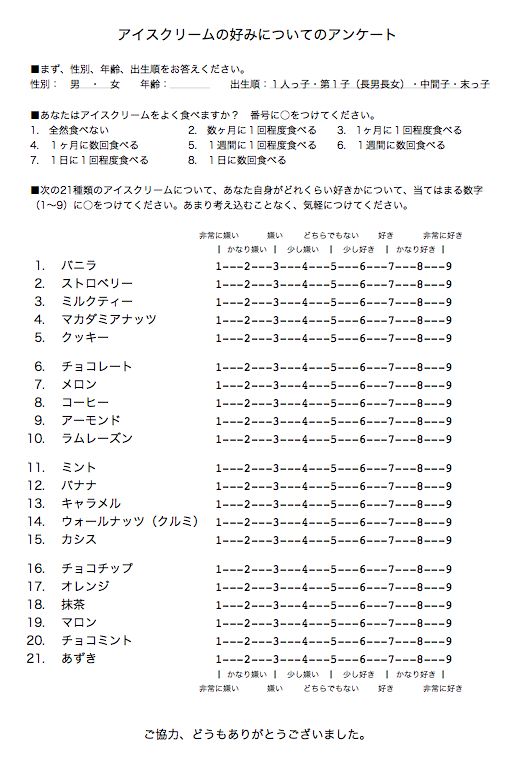 アイスクリームの好みについてのアンケート
■まず、性別、年齢、出生順をお答えください。
性別： 男 ・ 女 年齢：________ 出生順：１人っ子・第１子（長男長女）・中間子・末っ子
■あなたはアイスクリームをよく食べますか？ 番号に○をつけてください。
1. 全然食べない 2. 数ヶ月に１回程度食べる 3. １ヶ月に１回程度食べる
4. １ヶ月に数回食べる 5. １週間に１回程度食べる 6. １週間に数回食べる
7. １日に１回程度食べる 8. １日に数回食べる
■次の21種類のアイスクリームについて、あなた自身がどれくらい好きかについて、当てはまる数字
（1〜9）に○をつけてください。あまり考え込むことなく、気軽につけてください。
非常に嫌い 嫌い どちらでもない 好き 非常に好き
| かなり嫌い | 少し嫌い | 少し好き | かなり好き |
1. バニラ 1---2---3---4---5---6---7---8---9
2. ストロベリー 1---2---3---4---5---6---7---8---9
3. ミルクティー 1---2---3---4---5---6---7---8---9
4. マカダミアナッツ 1---2---3---4---5---6---7---8---9
5. クッキー 1---2---3---4---5---6---7---8---9
6. チョコレート 1---2---3---4---5---6---7---8---9
7. メロン 1---2---3---4---5---6---7---8---9
8. コーヒー 1---2---3---4---5---6---7---8---9
9. アーモンド 1---2---3---4---5---6---7---8---9
10. ラムレーズン 1---2---3---4---5---6---7---8---9
11. ミント 1---2---3---4---5---6---7---8---9
12. バナナ 1---2---3---4---5---6---7---8---9
13. キャラメル 1---2---3---4---5---6---7---8---9
14. ウォールナッツ（クルミ） 1---2---3---4---5---6---7---8---9
15. カシス 1---2---3---4---5---6---7---8---9
16. チョコチップ 1---2---3---4---5---6---7---8---9
17. オレンジ 1---2---3---4---5---6---7---8---9
18. 抹茶 1---2---3---4---5---6---7---8---9
19. マロン 1---2---3---4---5---6---7---8---9
20. チョコミント 1---2---3---4---5---6---7---8---9
21. あずき 1---2---3---4---5---6---7---8---9
| かなり嫌い | 少し嫌い | 少し好き | かなり好き |
非常に嫌い 嫌い どちらでもない 好き 非常に好き
ご協力、どうもありがとうございました。